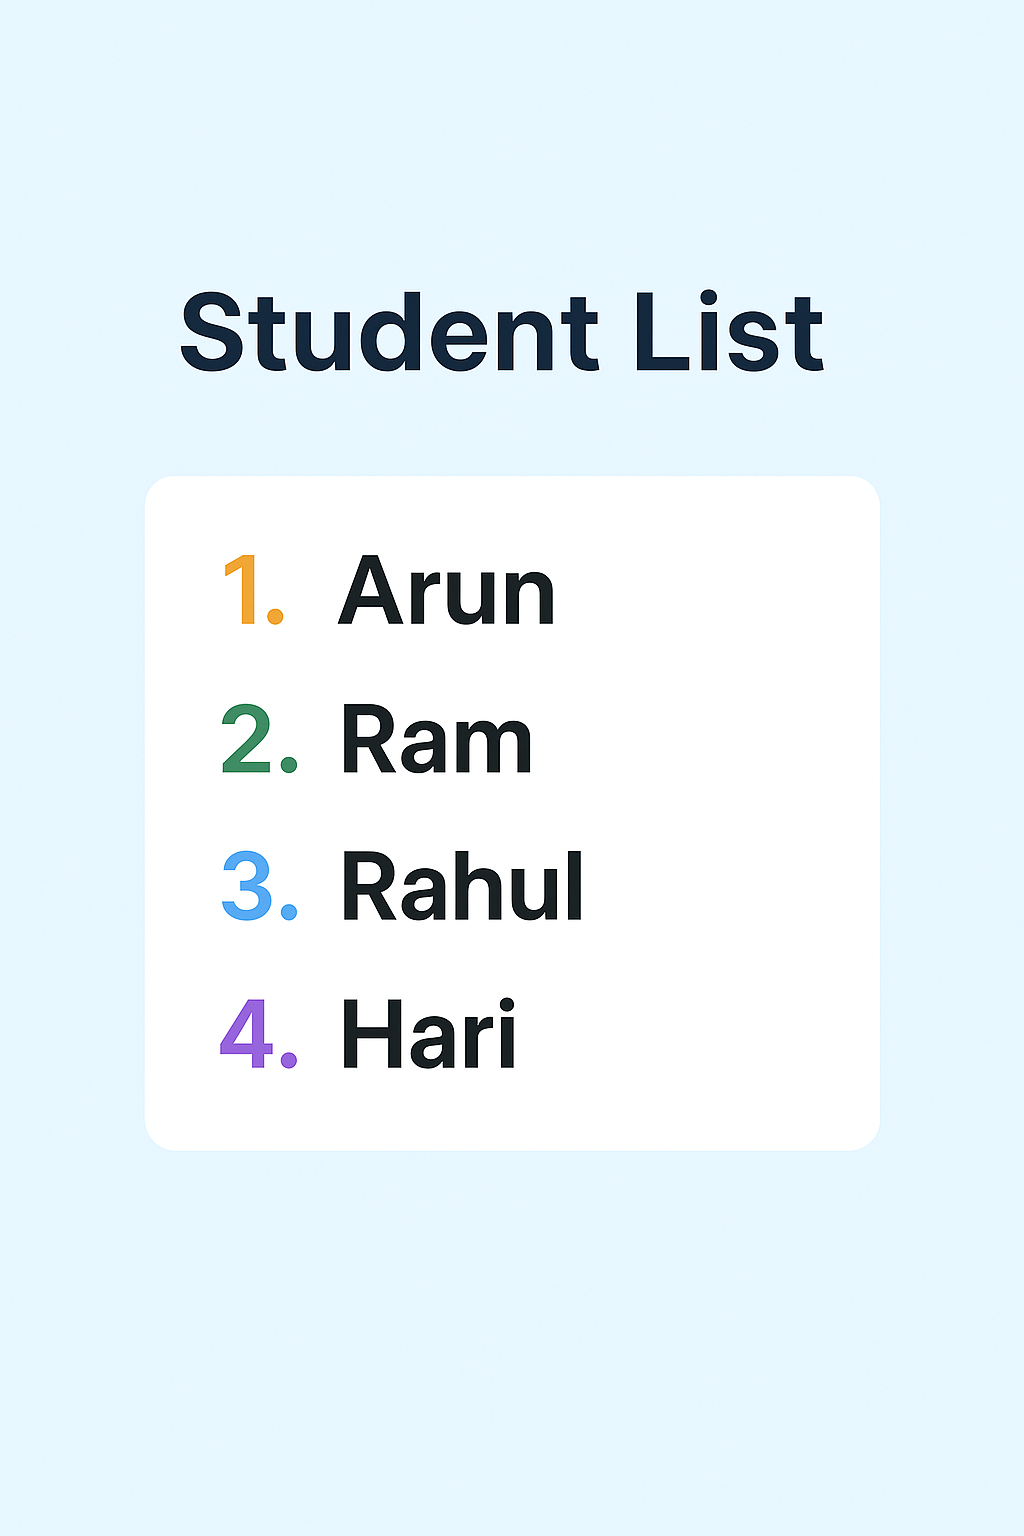 Student List
1. Arun
2. Ram
3. Rahul
4. Hari